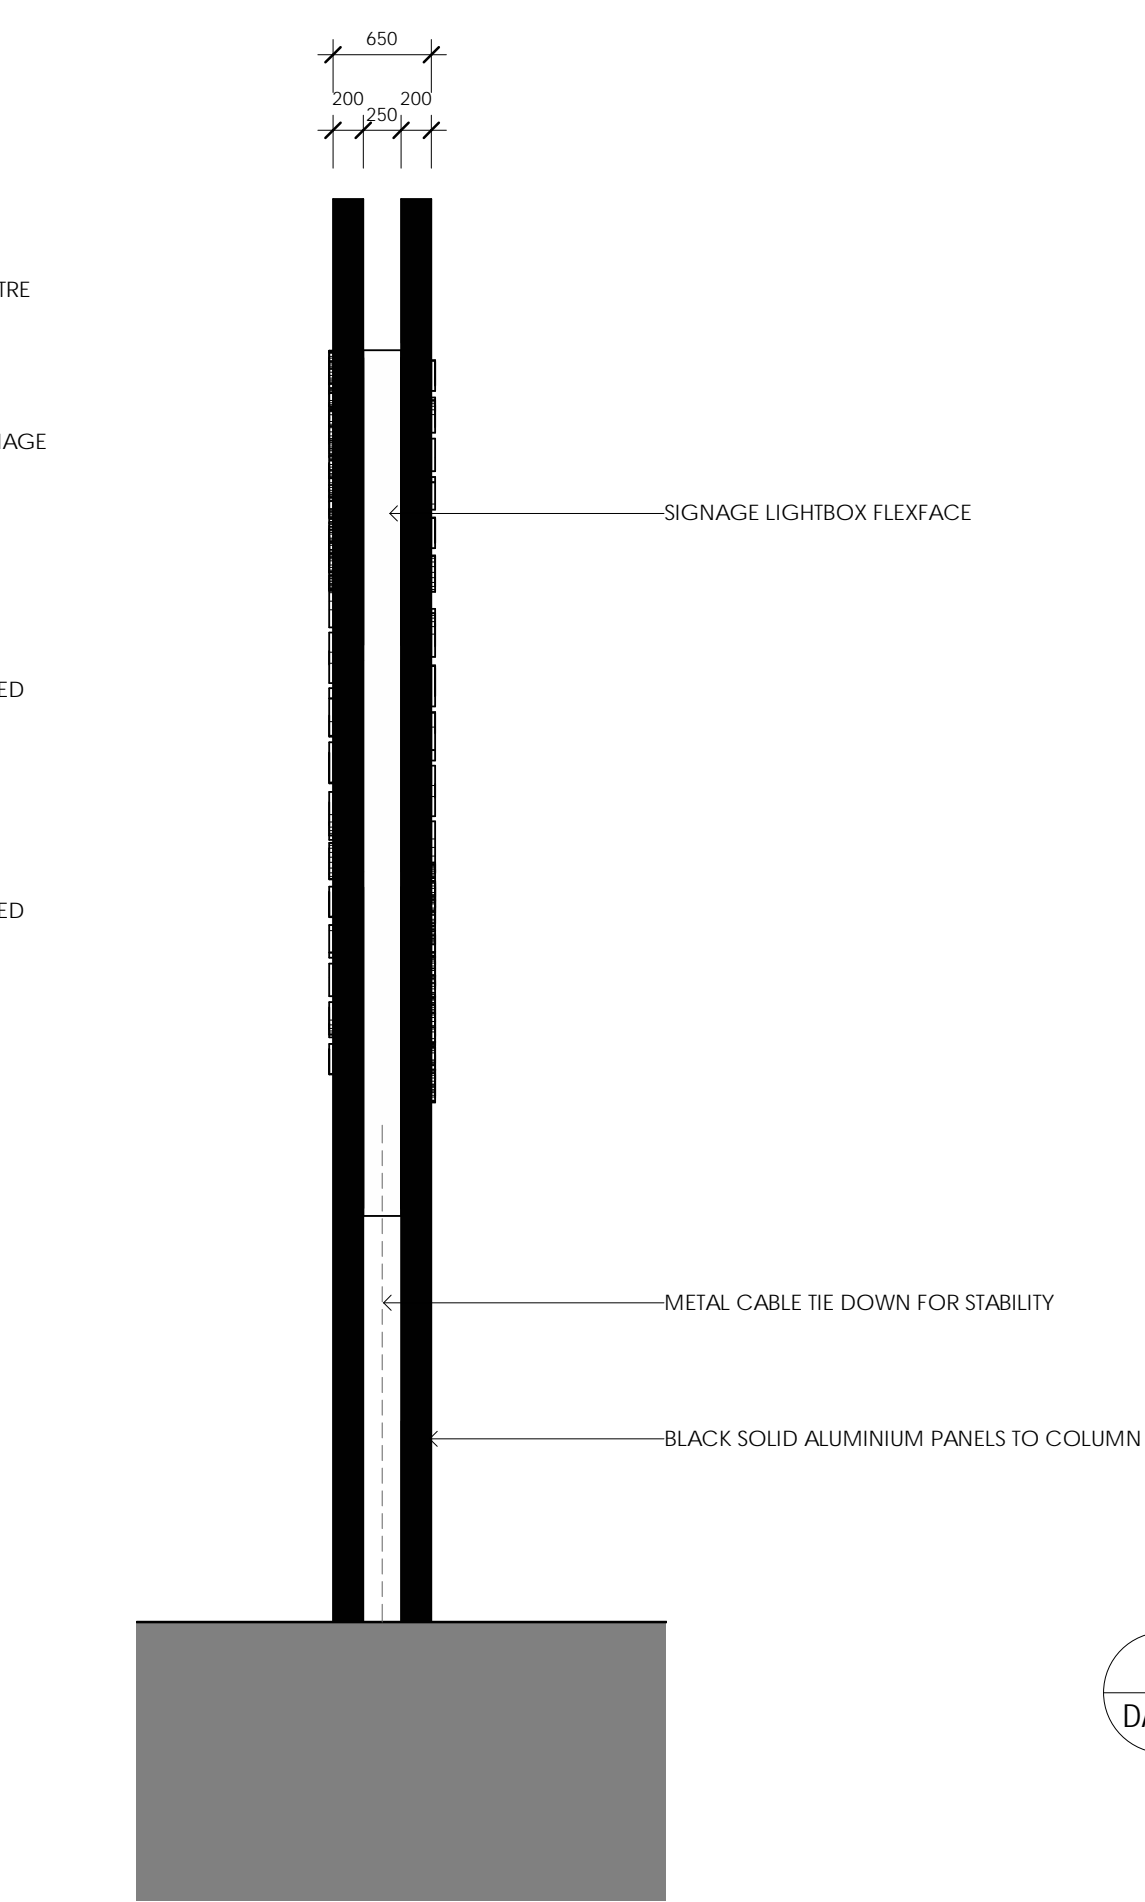 650
200
200
250
TRE
NAGE
SIGNAGE LIGHTBOX FLEXFACE
ED
ED
METAL CABLE TIE DOWN FOR STABILITY
BLACK SOLID ALUMINIUM PANELS TO COLUMN
DA